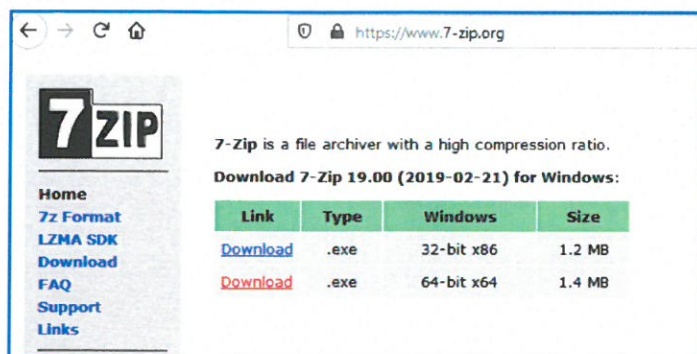 https://www.7-zip.org
7ZIP
7-Zip is a file archiver with a high compression ratio.
Download 7-Zip 19.00 (2019-02-21) for Windows:
Link Type Windows Size
Download .exe 32-bit x86 1.2 MB
Download .exe 64-bit x64 1.4 MB
Home
7z Format
LZMA SDK
Download
FAQ
Support
Links